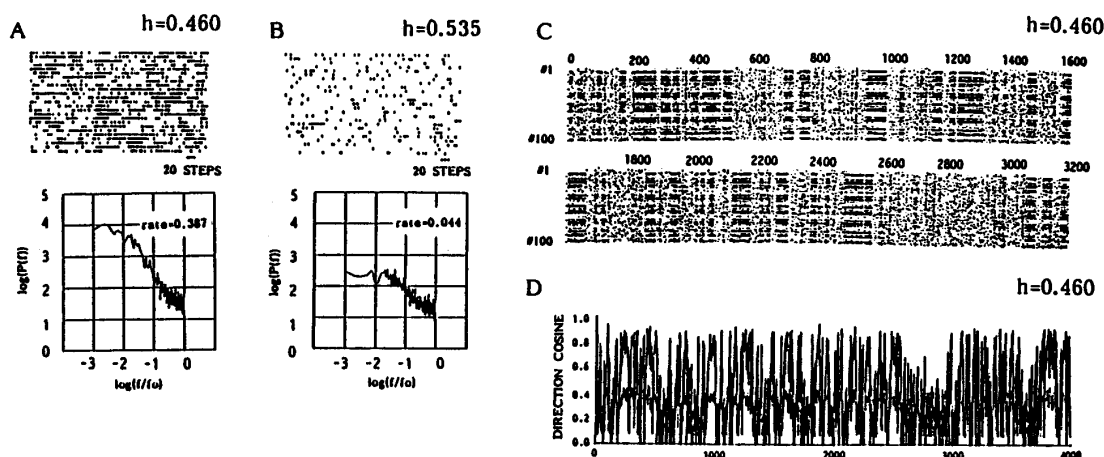 A
h=0.460
20 STEPS
5
4
3
2
1
0
log(P(f))
rate=0.387
-3 -2 -1 0
log(f/fo)
B
h=0.535
20 STEPS
5
4
3
2
1
0
log(P(f))
rate=0.044
-3 -2 -1 0
log(f/fo)
C
h=0.460
0 200 400 600 800 1000 1200 1400 1600
#1
#100
1800 2000 2200 2400 2600 2800 3000 3200
#1
#100
D
h=0.460
DIRECTION COSINE
1.0
0.8
0.6
0.4
0.2
0.0
0 1000 2000 3000 4000